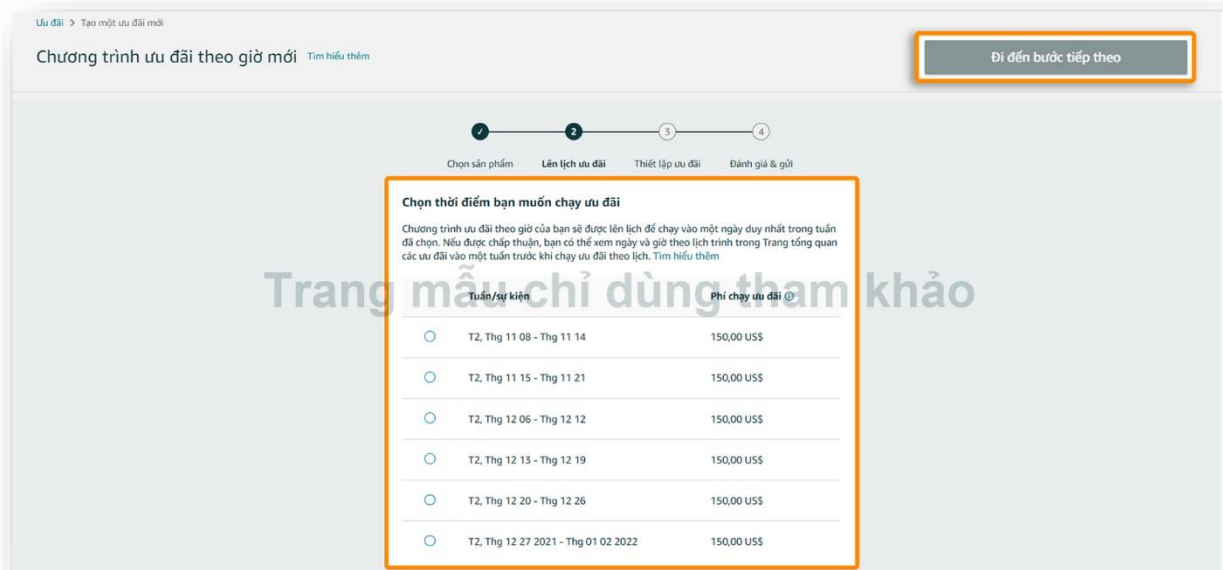 Ưu đãi > Tạo một ưu đãi mới
Chương trình ưu đãi theo giờ mới Tìm hiểu thêm
Đi đến bước tiếp theo
2 3 4
Chọn sản phẩm Lên lịch ưu đãi Thiết lập ưu đãi Đánh giá & gửi
Chọn thời điểm bạn muốn chạy ưu đãi
Chương trình ưu đãi theo giờ của bạn sẽ được lên lịch để chạy vào một ngày duy nhất trong tuần
đã chọn. Nếu được chấp thuận, bạn có thể xem ngày và giờ theo lịch trình trong Trang tổng quan
các ưu đãi vào một tuần trước khi chạy ưu đãi theo lịch. Tìm hiểu thêm
Trang mẫu chỉ dùng tham khảo
Tuần/sự kiện Phí chạy ưu đãi
T2, Thg 11 08 - Thg 11 14 150,00 US$
T2, Thg 11 15 - Thg 11 21 150,00 US$
T2, Thg 12 06 - Thg 12 12 150,00 US$
T2, Thg 12 13 - Thg 12 19 150,00 US$
T2, Thg 12 20 - Thg 12 26 150,00 US$
T2, Thg 12 27 2021 - Thg 01 02 2022 150,00 US$